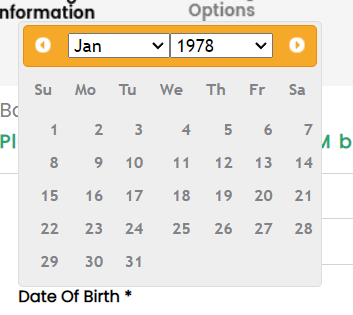 nformation
Options
Jan 1978
Su Mo Tu We Th Fr Sa
1 2 3 4 5 6 7
8 9 10 11 12 13 14
15 16 17 18 19 20 21
22 23 24 25 26 27 28
29 30 31
Date Of Birth *